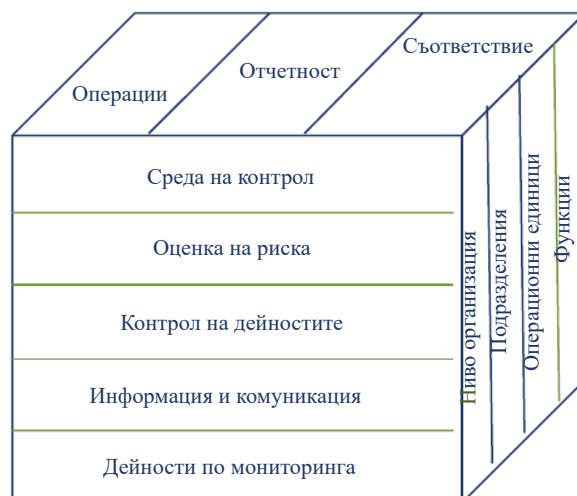 Операции
Отчетност
Съответствие
Среда на контрол
Оценка на риска
Контрол на дейностите
Информация и комуникация
Дейности по мониторинга
Ниво организация
Подразделения
Операционни единици
Функции